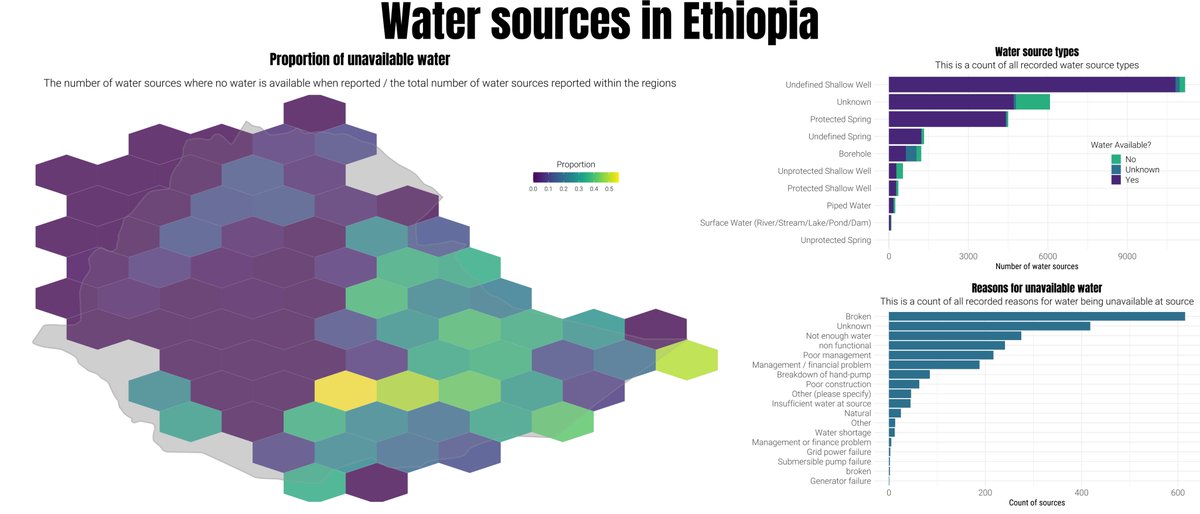 Water sources in Ethiopia
Proportion of unavailable water
The number of water sources where no water is available when reported / the total number of water sources reported within the regions
Proportion
0.0 0.1 0.2 0.3 0.4 0.5
Water source types
This is a count of all recorded water source types
Undefined Shallow Well
Unknown
Protected Spring
Undefined Spring
Borehole
Unprotected Shallow Well
Protected Shallow Well
Piped Water
Surface Water (River/Stream/Lake/Pond/Dam)
Unprotected Spring
Water Available?
No
Unknown
Yes
0 3000 6000 9000
Number of water sources
Reasons for unavailable water
This is a count of all recorded reasons for water being unavailable at source
Broken
Unknown
Not enough water
non functional
Poor management
Management / financial problem
Breakdown of hand-pump
Poor construction
Other (please specify)
Insufficient water at source
Natural
Other
Water shortage
Management or finance problem
Grid power failure
Submersible pump failure
broken
Generator failure
0 200 400 600
Count of sources